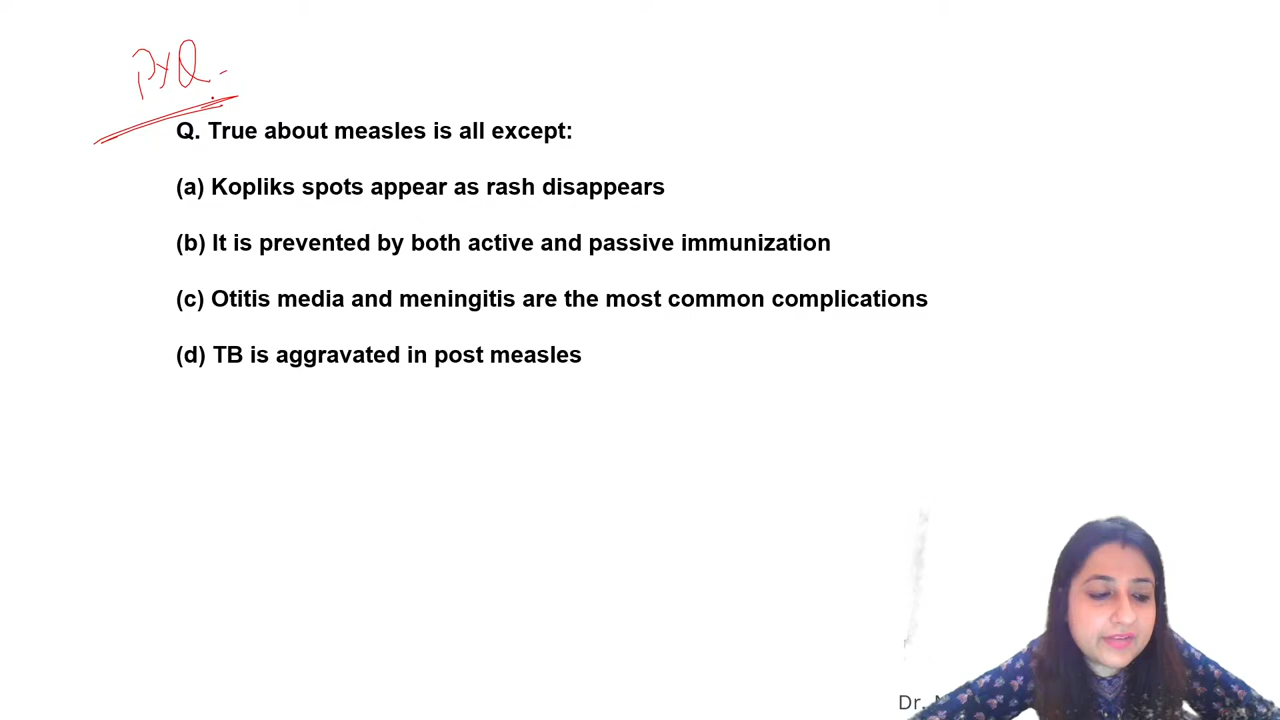 PYQ.
Q. True about measles is all except:
(a) Kopliks spots appear as rash disappears
(b) It is prevented by both active and passive immunization
(c) Otitis media and meningitis are the most common complications
(d) TB is aggravated in post measles
Dr.